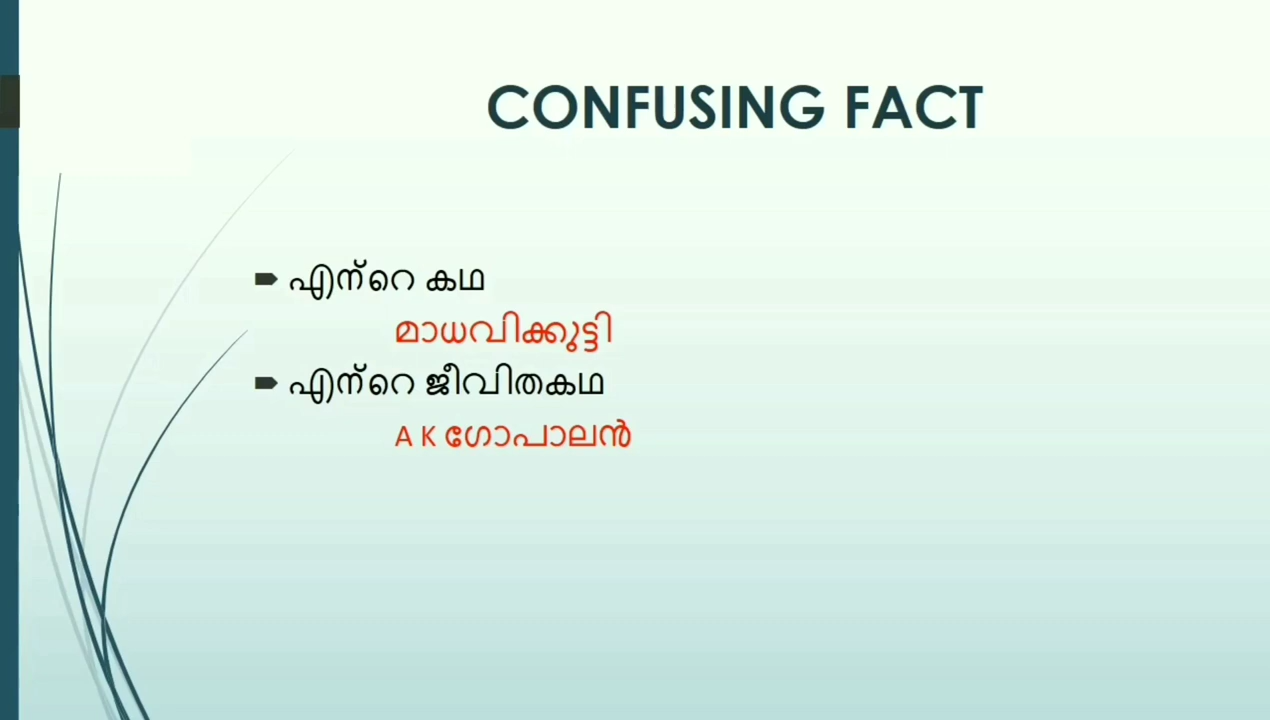 CONFUSING FACT
എന്റെ കഥ
മാധവിക്കുട്ടി
എന്റെ ജീവിതകഥ
A K ഗോപാലൻ